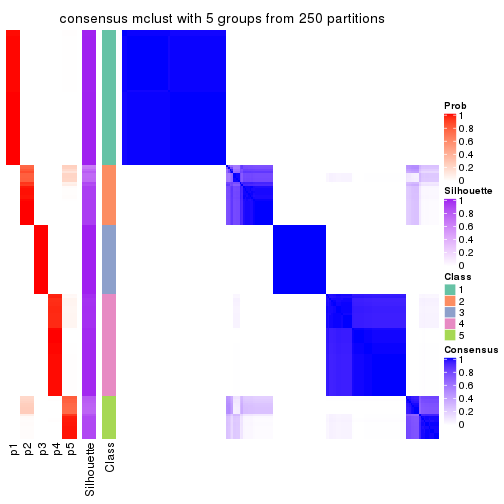 consensus mclust with 5 groups from 250 partitions
Prob
1
0.8
0.6
0.4
0.2
0
Silhouette
1
0.8
0.6
0.4
0.2
0
Class
1
2
3
4
5
Consensus
1
0.8
0.6
0.4
0.2
0
p1
p2
p3
p4
p5
Silhouette
Class